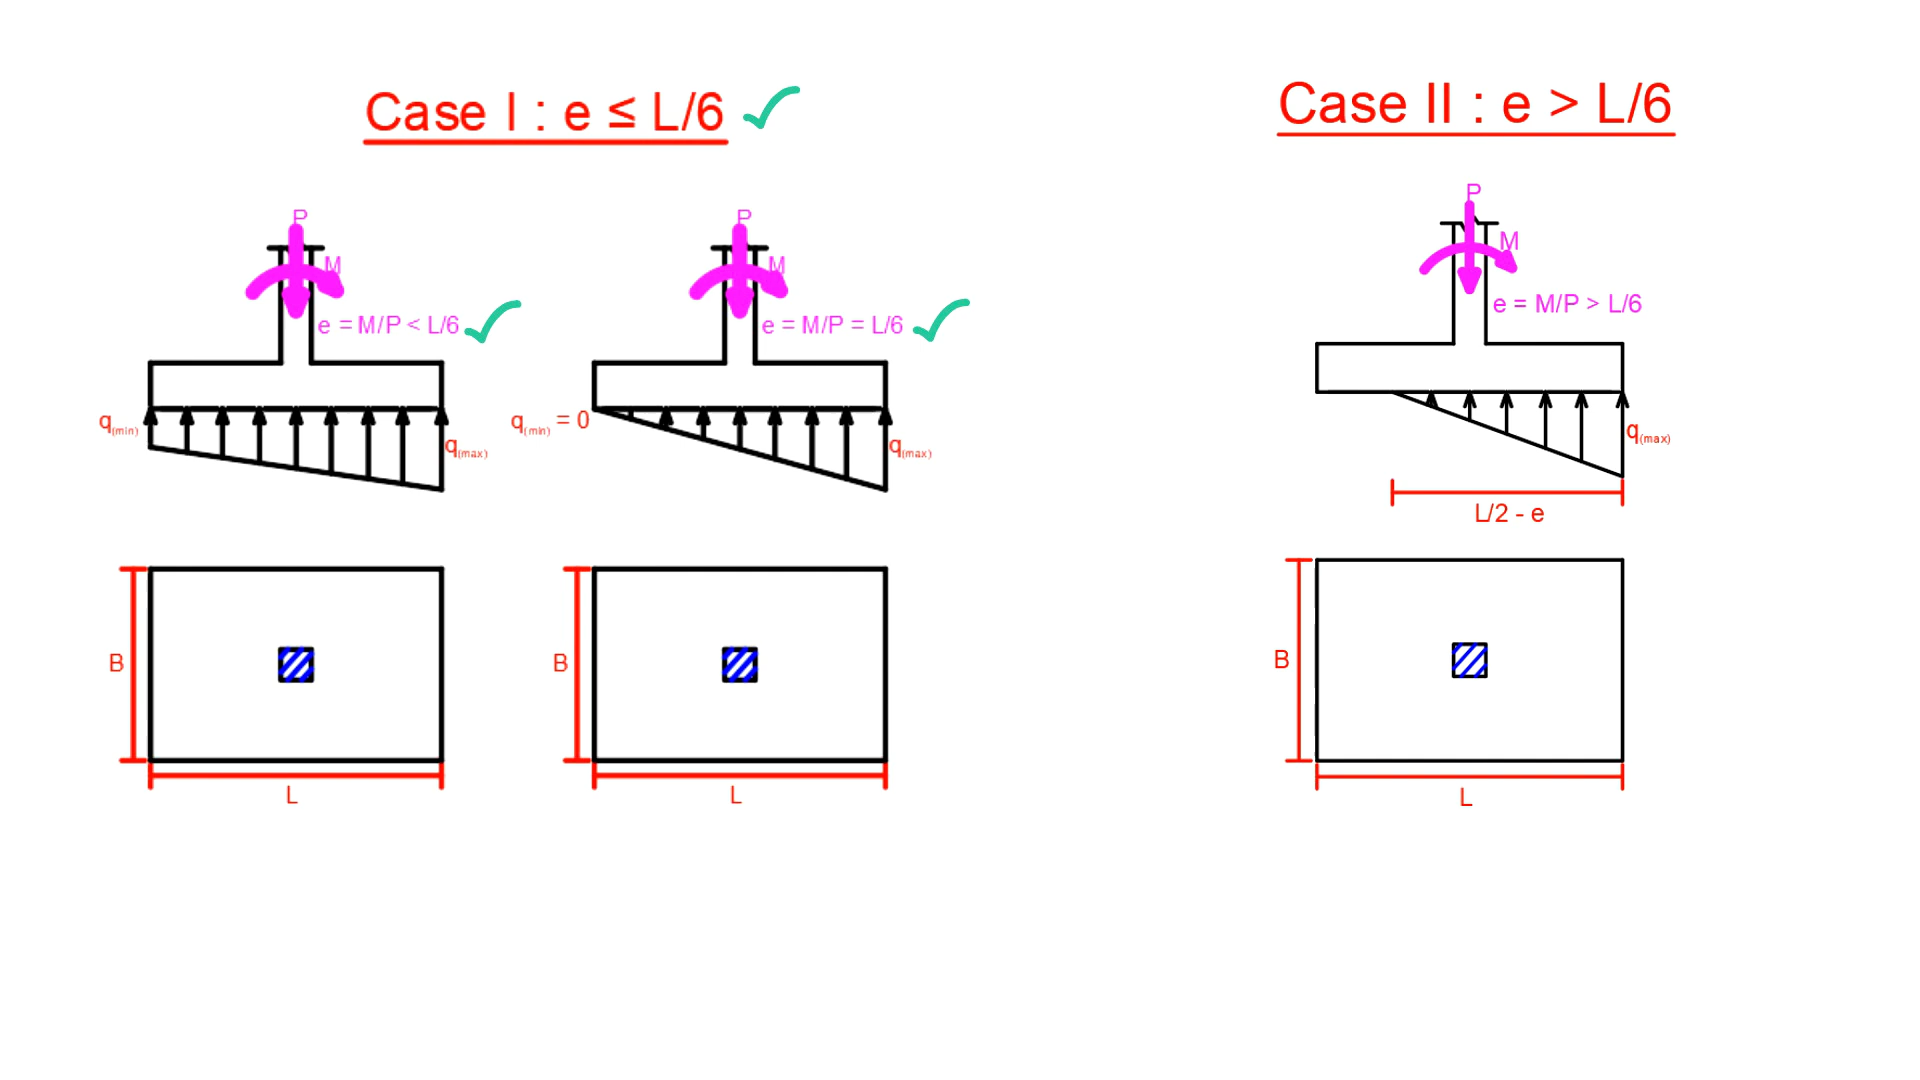 Case I : e ≤ L/6
P
M
e = M/P < L/6
q(min)
q(max)
B
L
P
M
e = M/P = L/6
q(min) = 0
q(max)
B
L
Case II : e > L/6
P
M
e = M/P > L/6
q(max)
L/2 - e
B
L